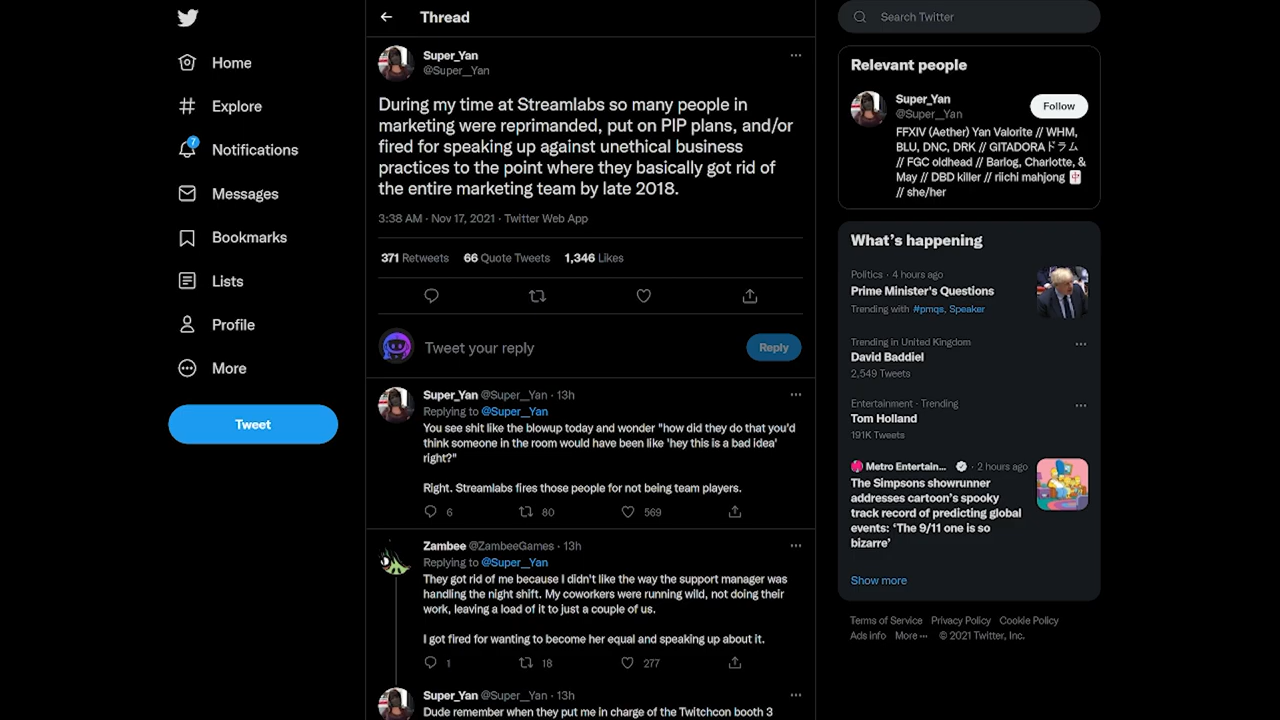 Home
Explore
7
Notifications
Messages
Bookmarks
Lists
Profile
More
Tweet
Thread
Super_Yan
@Super__Yan
During my time at Streamlabs so many people in
marketing were reprimanded, put on PIP plans, and/or
fired for speaking up against unethical business
practices to the point where they basically got rid of
the entire marketing team by late 2018.
3:38 AM · Nov 17, 2021 · Twitter Web App
371 Retweets 66 Quote Tweets 1,346 Likes
Tweet your reply
Reply
Super_Yan @Super__Yan · 13h
Replying to @Super__Yan
You see shit like the blowup today and wonder "how did they do that you'd
think someone in the room would have been like 'hey this is a bad idea'
right?"
Right. Streamlabs fires those people for not being team players.
6 80 569
Zambee @ZambeeGames · 13h
Replying to @Super__Yan
They got rid of me because I didn't like the way the support manager was
handling the night shift. My coworkers were running wild, not doing their
work, leaving a load of it to just a couple of us.
I got fired for wanting to become her equal and speaking up about it.
1 18 277
Super_Yan @Super__Yan · 13h
Dude remember when they put me in charge of the Twitchcon booth 3
Search Twitter
Relevant people
Super_Yan
@Super__Yan
Follow
FFXIV (Aether) Yan Valorite // WHM,
BLU, DNC, DRK // GITADORAドラム
// FGC oldhead // Barlog, Charlotte, &
May // DBD killer // riichi mahjong 🀄
// she/her
What's happening
Politics · 4 hours ago
Prime Minister's Questions
Trending with #pmqs, Speaker
Trending in United Kingdom
David Baddiel
2,549 Tweets
Entertainment · Trending
Tom Holland
191K Tweets
Metro Entertain... · 2 hours ago
The Simpsons showrunner
addresses cartoon's spooky
track record of predicting global
events: 'The 9/11 one is so
bizarre'
Show more
Terms of Service Privacy Policy Cookie Policy
Ads info More ··· © 2021 Twitter, Inc.